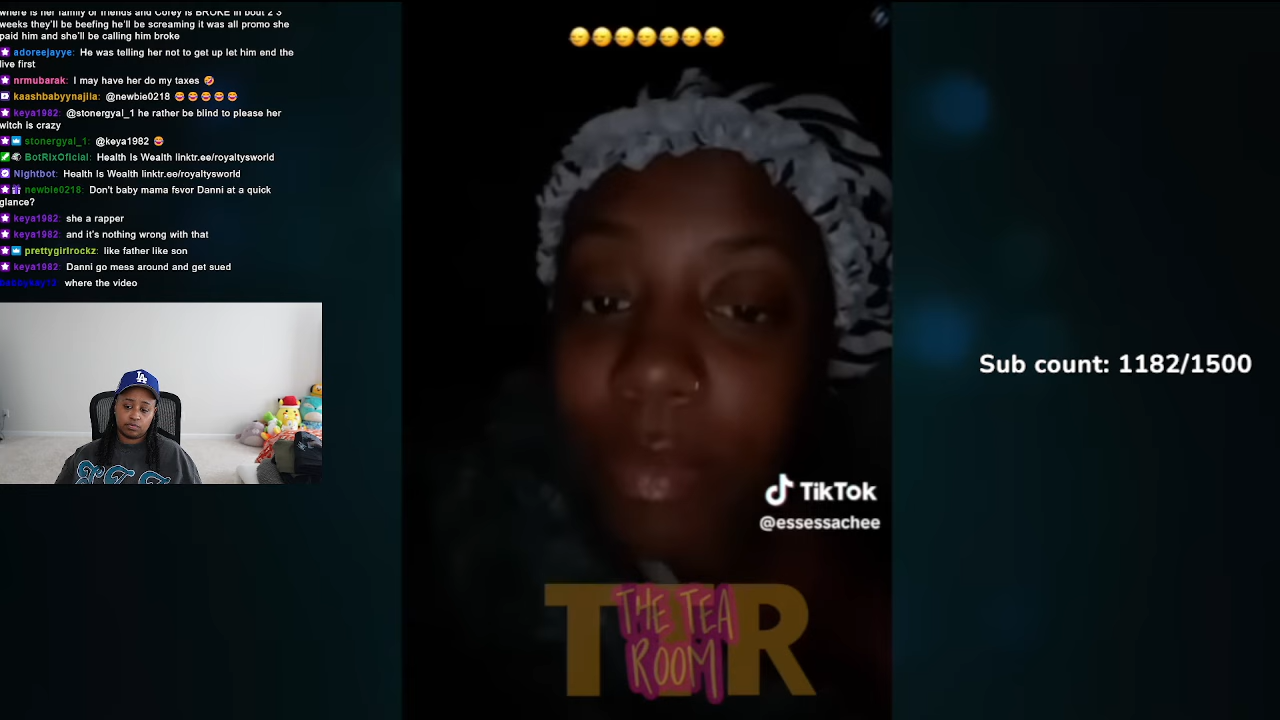 where is her family or friends and Corey is BROKE in bout 2 3
weeks they'll be beefing he'll be screaming it was all promo she
paid him and she'll be calling him broke
adoreejayye: He was telling her not to get up let him end the
live first
nrmubarak: I may have her do my taxes 🤣
kaashbabyynajila: @newbie0218 😂😂😂😂😂
keya1982: @stonergyal_1 he rather be blind to please her
witch is crazy
stonergyal_1: @keya1982 😂
BotRixOficial: Health Is Wealth linktr.ee/royaltysworld
Nightbot: Health Is Wealth linktr.ee/royaltysworld
newbie0218: Don't baby mama fsvor Danni at a quick
glance?
keya1982: she a rapper
keya1982: and it's nothing wrong with that
prettygirlrockz: like father like son
keya1982: Danni go mess around and get sued
where the video
LA
Sub count: 1182/1500
TikTok
@essessachee
T R
THE TEA
ROOM